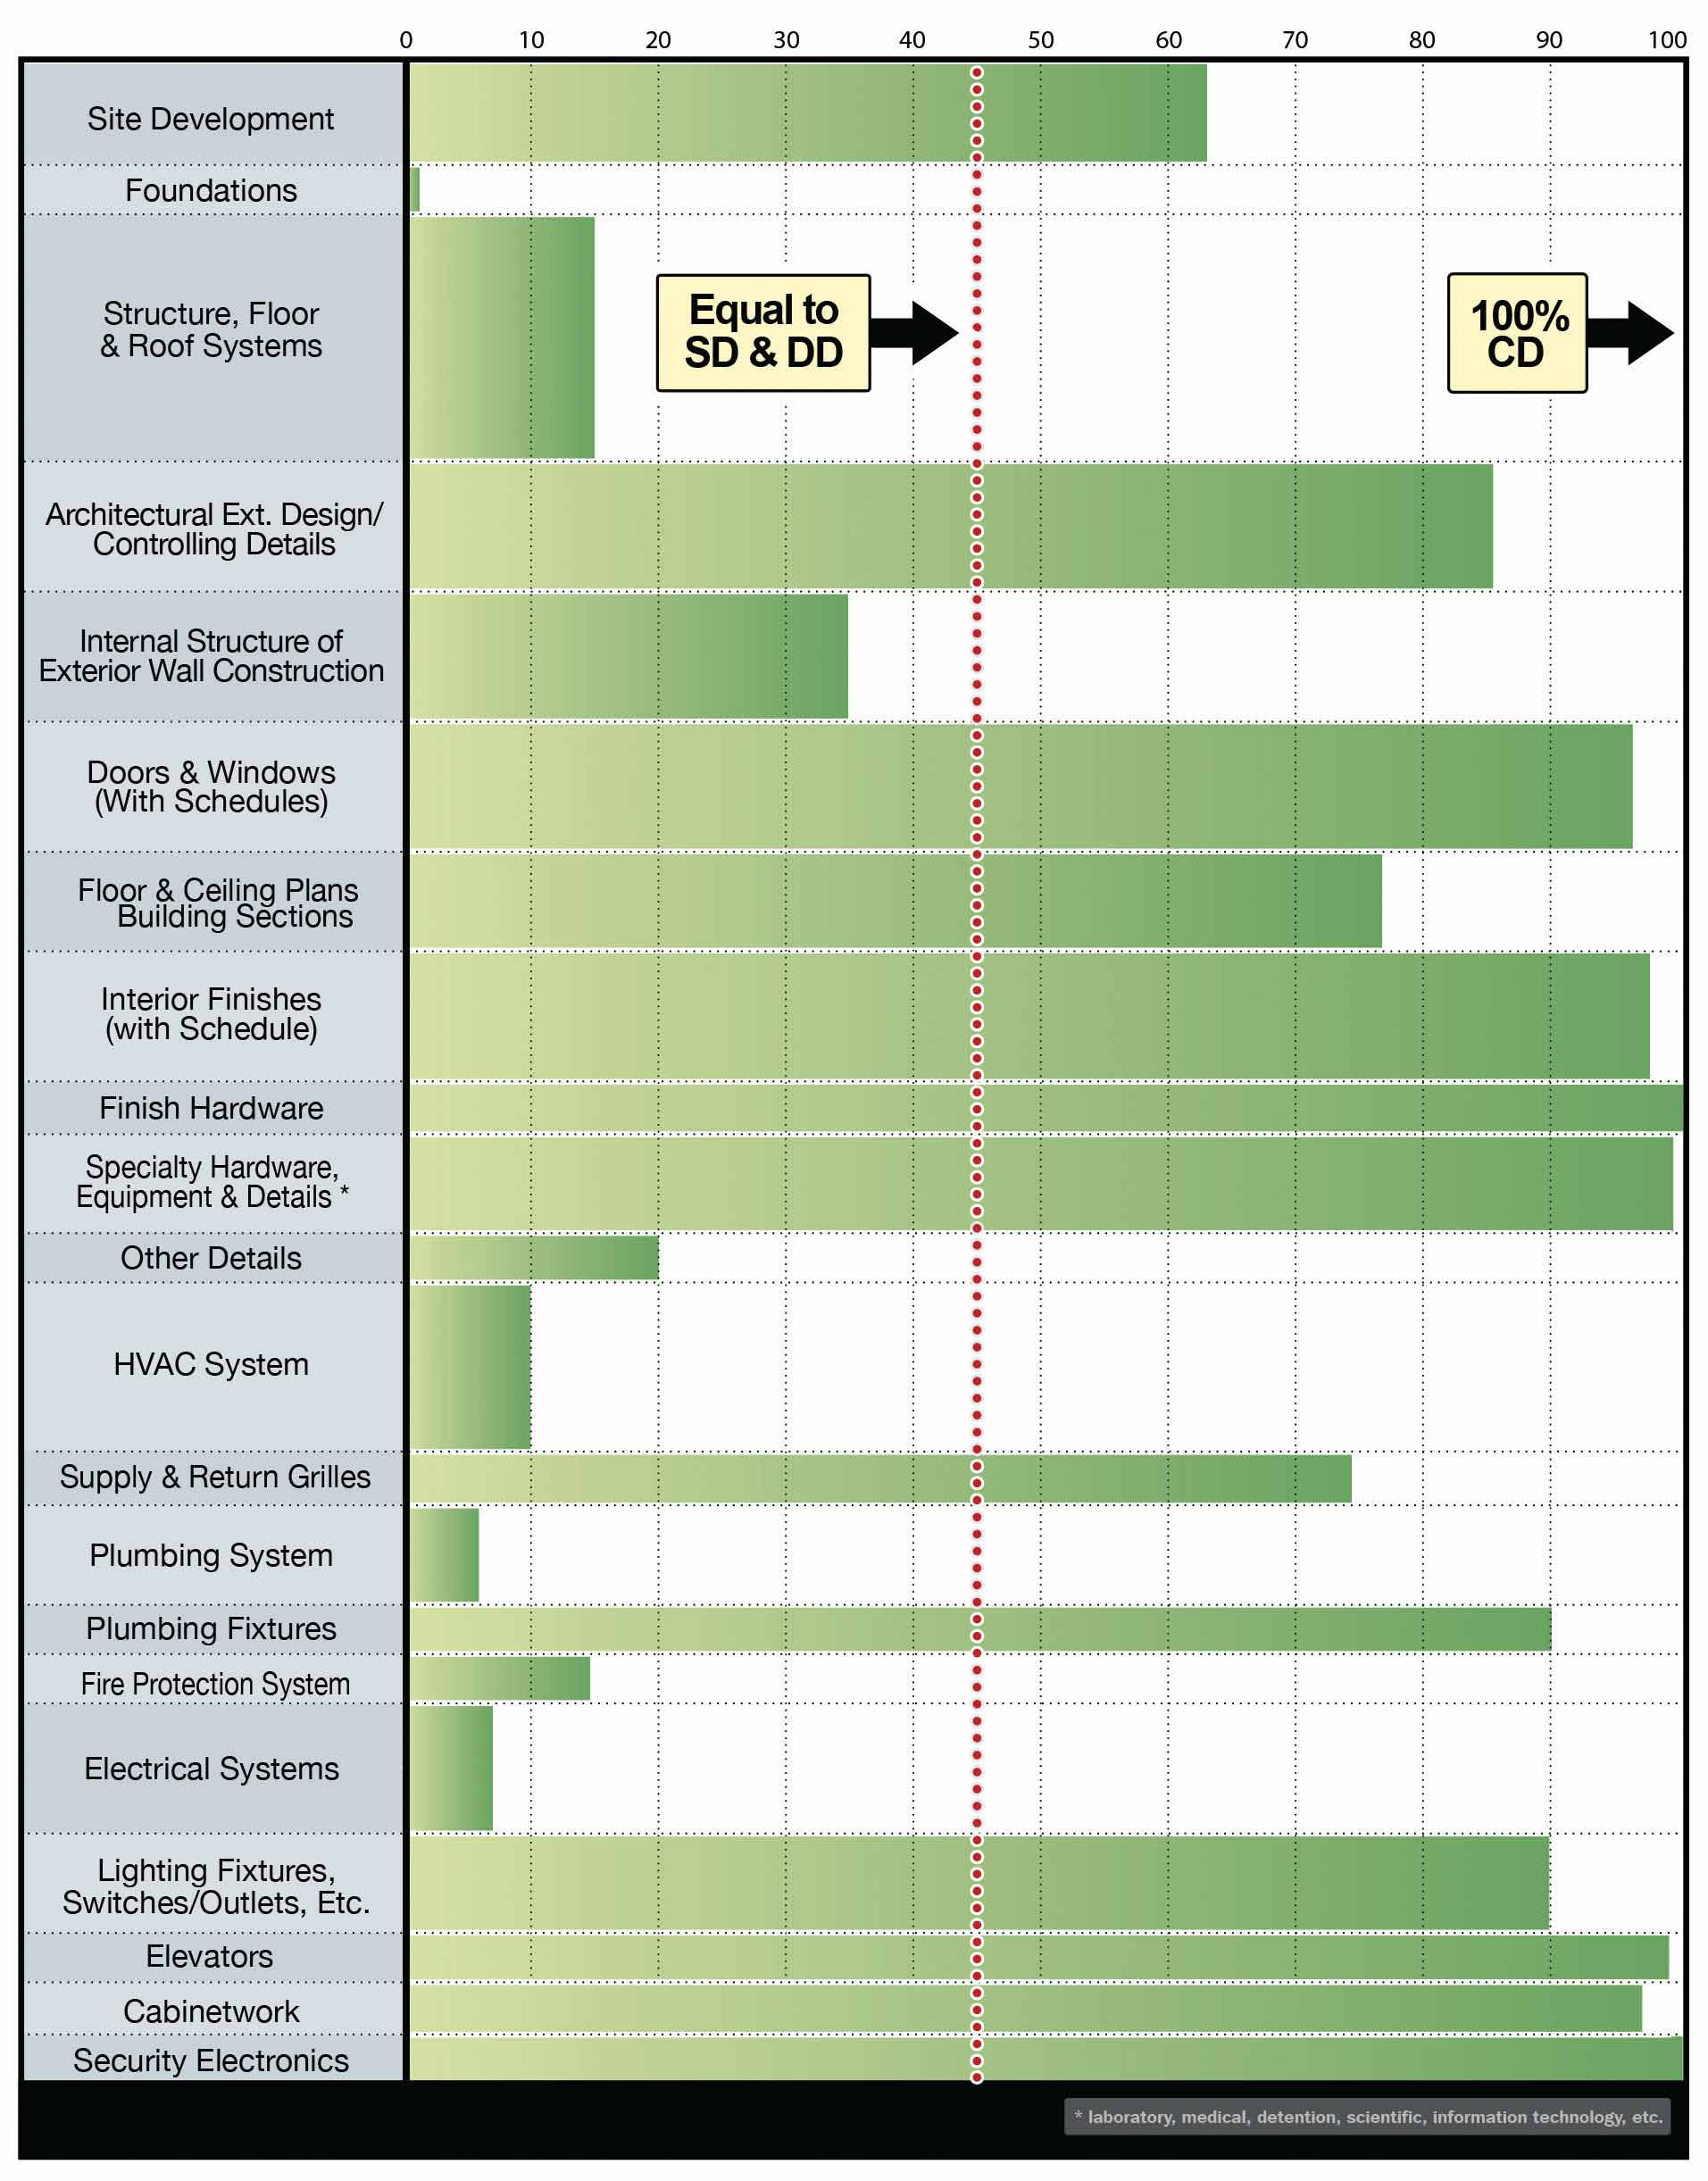 0 10 20 30 40 50 60 70 80 90 100
Site Development
Foundations
Structure, Floor
& Roof Systems
Equal to
SD & DD
100%
CD
Architectural Ext. Design/
Controlling Details
Internal Structure of
Exterior Wall Construction
Doors & Windows
(With Schedules)
Floor & Ceiling Plans
Building Sections
Interior Finishes
(with Schedule)
Finish Hardware
Specialty Hardware,
Equipment & Details *
Other Details
HVAC System
Supply & Return Grilles
Plumbing System
Plumbing Fixtures
Fire Protection System
Electrical Systems
Lighting Fixtures,
Switches/Outlets, Etc.
Elevators
Cabinetwork
Security Electronics
* laboratory, medical, detention, scientific, information technology, etc.